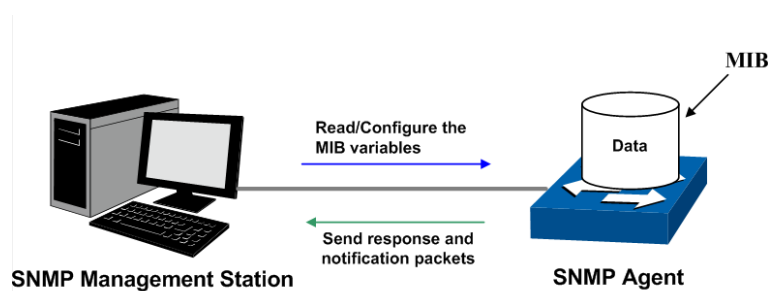 MIB
Read/Configure the
MIB variables
Data
Send response and
notification packets
SNMP Management Station
SNMP Agent